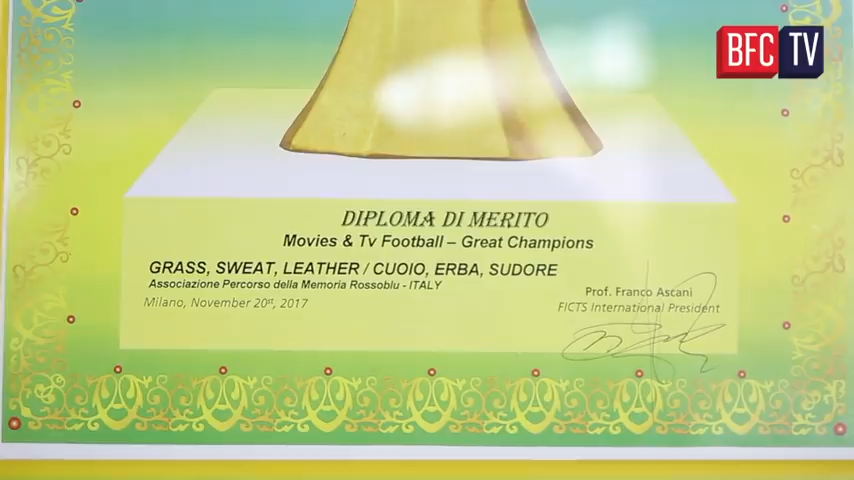 BFC TV
DIPLOMA DI MERITO
Movies & Tv Football – Great Champions
GRASS, SWEAT, LEATHER / CUOIO, ERBA, SUDORE
Associazione Percorso della Memoria Rossoblu - ITALY
Milano, November 20st, 2017
Prof. Franco Ascani
FICTS International President